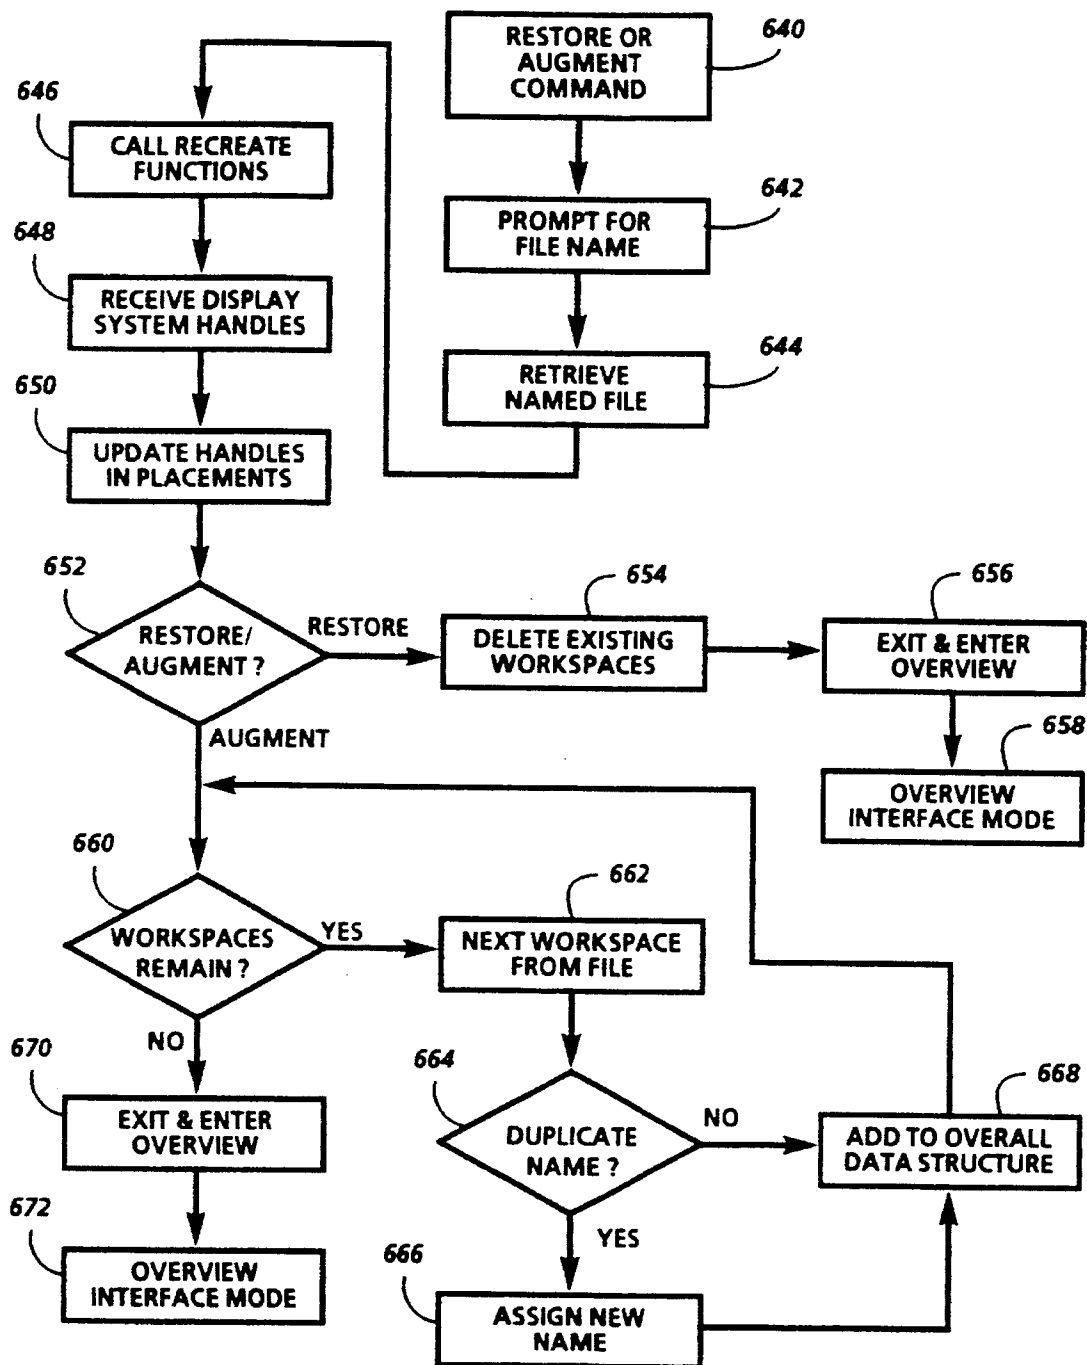 640
RESTORE OR
AUGMENT
COMMAND
646
CALL RECREATE
FUNCTIONS
642
PROMPT FOR
FILE NAME
648
RECEIVE DISPLAY
SYSTEM HANDLES
644
RETRIEVE
NAMED FILE
650
UPDATE HANDLES
IN PLACEMENTS
652
RESTORE/
AUGMENT ?
RESTORE
654
DELETE EXISTING
WORKSPACES
656
EXIT & ENTER
OVERVIEW
AUGMENT
658
OVERVIEW
INTERFACE MODE
660
WORKSPACES
REMAIN ?
YES
662
NEXT WORKSPACE
FROM FILE
NO
670
EXIT & ENTER
OVERVIEW
664
DUPLICATE
NAME ?
NO
668
ADD TO OVERALL
DATA STRUCTURE
672
OVERVIEW
INTERFACE MODE
YES
666
ASSIGN NEW
NAME